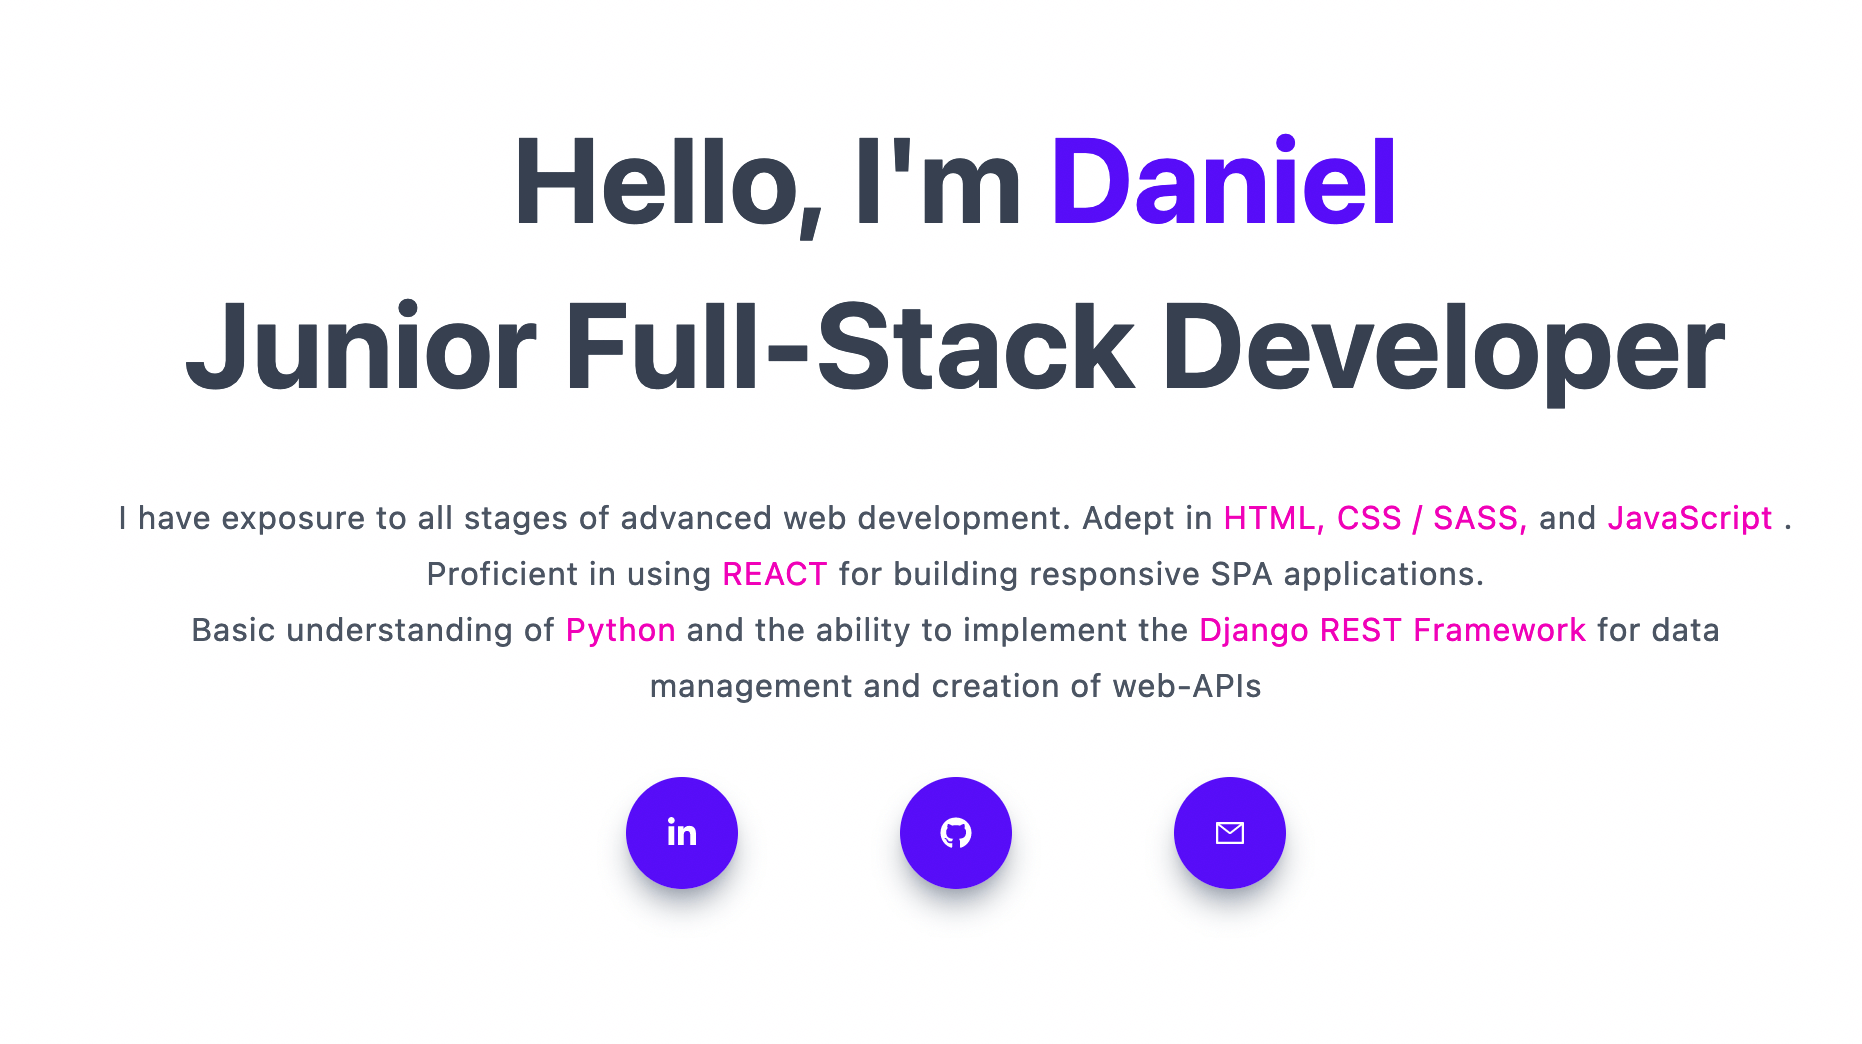 Hello, I'm Daniel
Junior Full-Stack Developer
I have exposure to all stages of advanced web development. Adept in HTML, CSS / SASS, and JavaScript .
Proficient in using REACT for building responsive SPA applications.
Basic understanding of Python and the ability to implement the Django REST Framework for data
management and creation of web-APIs
in